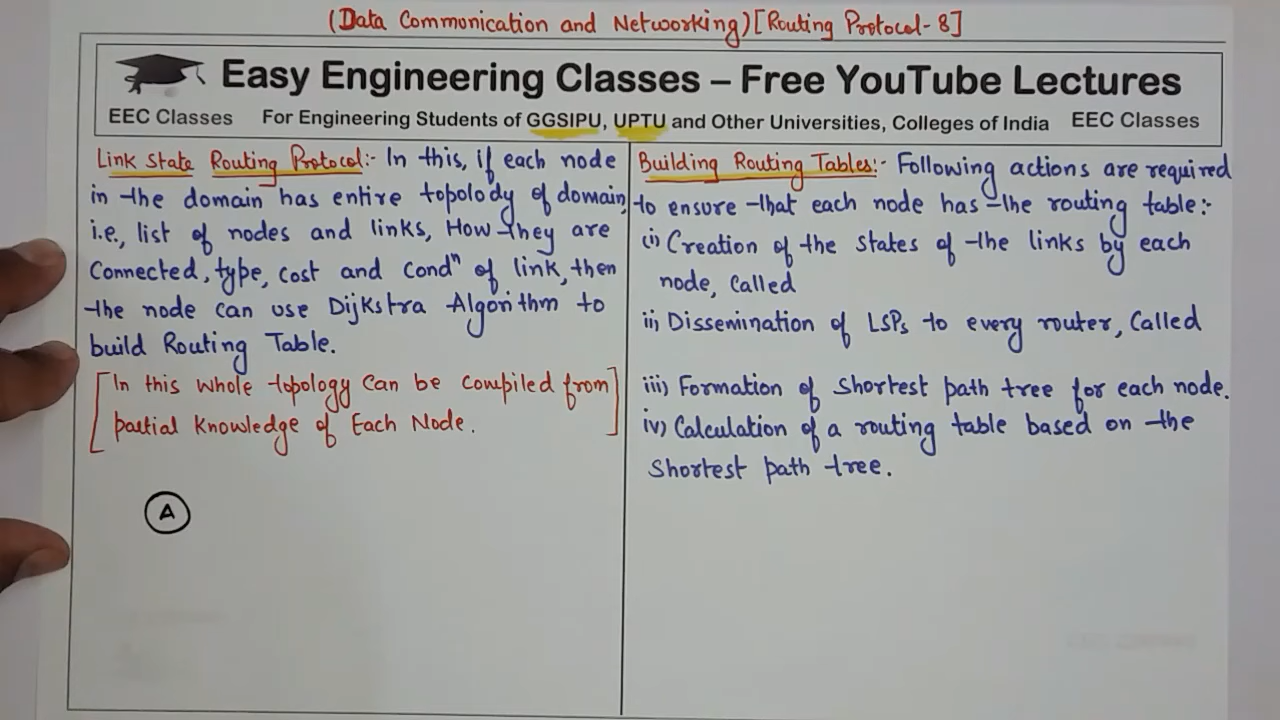 (Data Communication and Networking) [Routing Protocol-8]
Easy Engineering Classes – Free YouTube Lectures
EEC Classes For Engineering Students of GGSIPU, UPTU and Other Universities, Colleges of India EEC Classes
Link State Routing Protocol:- In this, if each node
in the domain has entire topolody of domain,
i.e., list of nodes and links, How they are
Connected, type, cost and condⁿ of link, then
the node can use Dijkstra Algorithm to
build Routing Table.
[In this whole topology Can be compiled from
partial Knowledge of Each Node.]
A
Building Routing Tables:- Following actions are required
to ensure that each node has the routing table:-
(i) Creation of the states of the links by each
node, Called
ii) Dissemination of LSPs to every router, Called
iii) Formation of Shortest path tree for each node.
iv) Calculation of a routing table based on the
Shortest path tree.